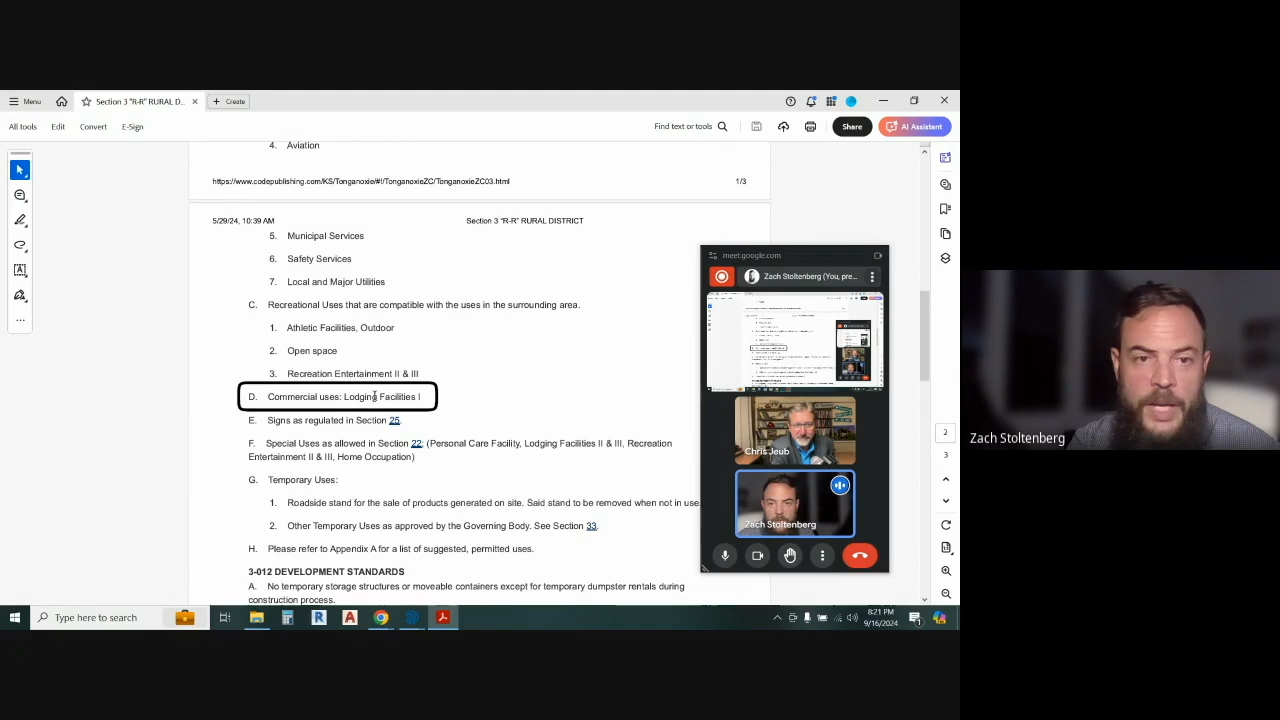 Menu
Section 3 "R-R" RURAL D...
Create
All tools
Edit
Convert
E-Sign
Find text or tools
Share
AI Assistant
4. Aviation
https://www.codepublishing.com/KS/Tonganoxie/#!/TonganoxieZC/TonganoxieZC03.html 1/3
5/29/24, 10:39 AM Section 3 "R-R" RURAL DISTRICT
5. Municipal Services
6. Safety Services
7. Local and Major Utilities
C. Recreational Uses that are compatible with the uses in the surrounding area.
1. Athletic Facilities, Outdoor
2. Open space
3. Recreation Entertainment II & III
D. Commercial uses: Lodging Facilities I
E. Signs as regulated in Section 25.
F. Special Uses as allowed in Section 22: (Personal Care Facility, Lodging Facilities II & III, Recreation
Entertainment II & III, Home Occupation)
G. Temporary Uses:
1. Roadside stand for the sale of products generated on site. Said stand to be removed when not in use.
2. Other Temporary Uses as approved by the Governing Body. See Section 33.
H. Please refer to Appendix A for a list of suggested, permitted uses.
3-012 DEVELOPMENT STANDARDS
A. No temporary storage structures or moveable containers except for temporary dumpster rentals during
construction process.
meet.google.com
Zach Stoltenberg (You, pre...
Chris Jeub
Zach Stoltenberg
2
3
Type here to search
8:21 PM
9/16/2024
Zach Stoltenberg